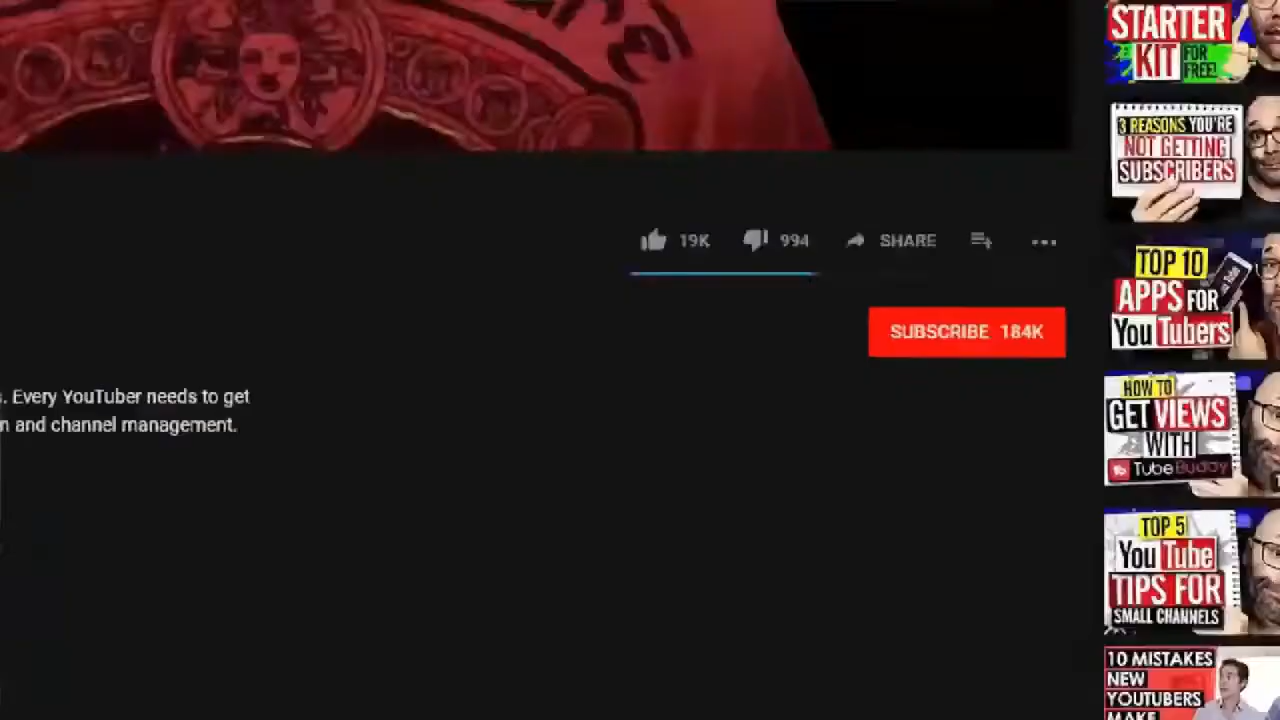 STARTER
KIT FOR FREE!
3 REASONS YOU'RE
NOT GETTING
SUBSCRIBERS
19K 994 SHARE
TOP 10
APPS FOR
YouTubers
SUBSCRIBE 184K
. Every YouTuber needs to get
n and channel management.
HOW TO
GET VIEWS
WITH
TubeBuddy
TOP 5
YouTube
TIPS FOR
SMALL CHANNELS
10 MISTAKES
NEW
YOUTUBERS
MAKE